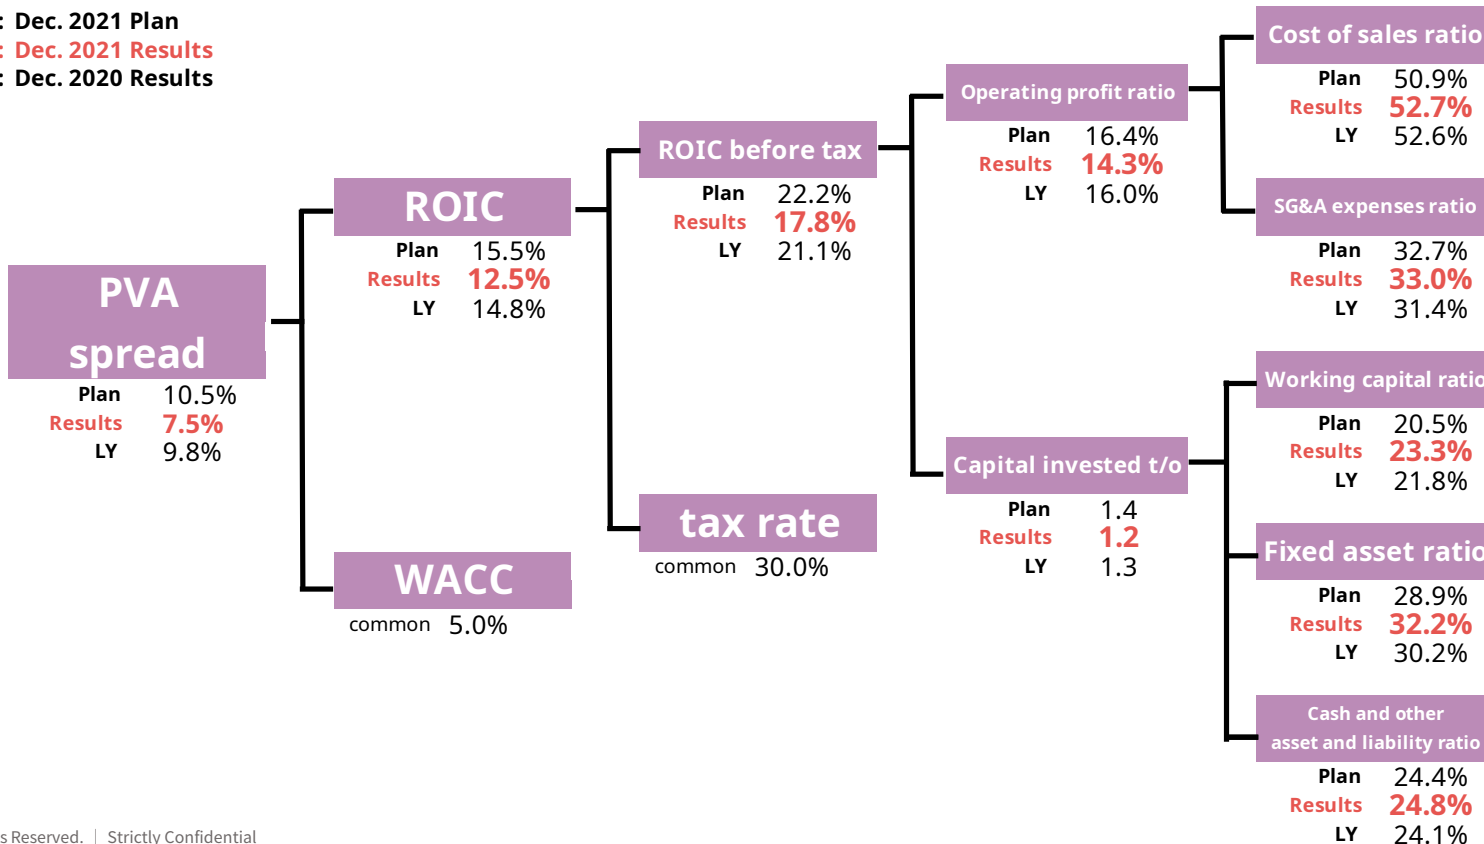 : Dec. 2021 Plan
: Dec. 2021 Results
: Dec. 2020 Results
PVA
spread
Plan 10.5%
Results 7.5%
LY 9.8%
ROIC
Plan 15.5%
Results 12.5%
LY 14.8%
WACC
common 5.0%
ROIC before tax
Plan 22.2%
Results 17.8%
LY 21.1%
tax rate
common 30.0%
Operating profit ratio
Plan 16.4%
Results 14.3%
LY 16.0%
Capital invested t/o
Plan 1.4
Results 1.2
LY 1.3
Cost of sales ratio
Plan 50.9%
Results 52.7%
LY 52.6%
SG&A expenses ratio
Plan 32.7%
Results 33.0%
LY 31.4%
Working capital ratio
Plan 20.5%
Results 23.3%
LY 21.8%
Fixed asset ratio
Plan 28.9%
Results 32.2%
LY 30.2%
Cash and other
asset and liability ratio
Plan 24.4%
Results 24.8%
LY 24.1%
s Reserved. | Strictly Confidential